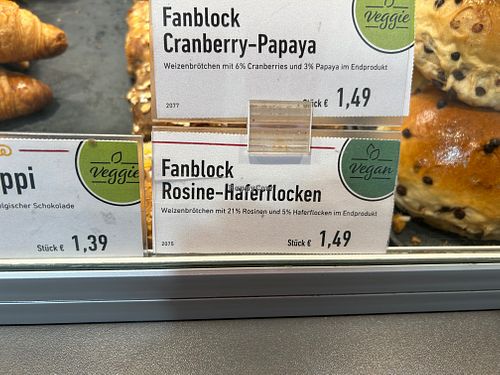 Fanblock
Cranberry-Papaya
Weizenbrötchen mit 6% Cranberries und 3% Papaya im Endprodukt
2077
Stück € 1,49
Veggie
ppi
lgischer Schokolade
Stück € 1,39
Veggie
Fanblock
Rosine-Haferflocken
Weizenbrötchen mit 21% Rosinen und 5% Haferflocken im Endprodukt
2075
Stück € 1,49
Vegan